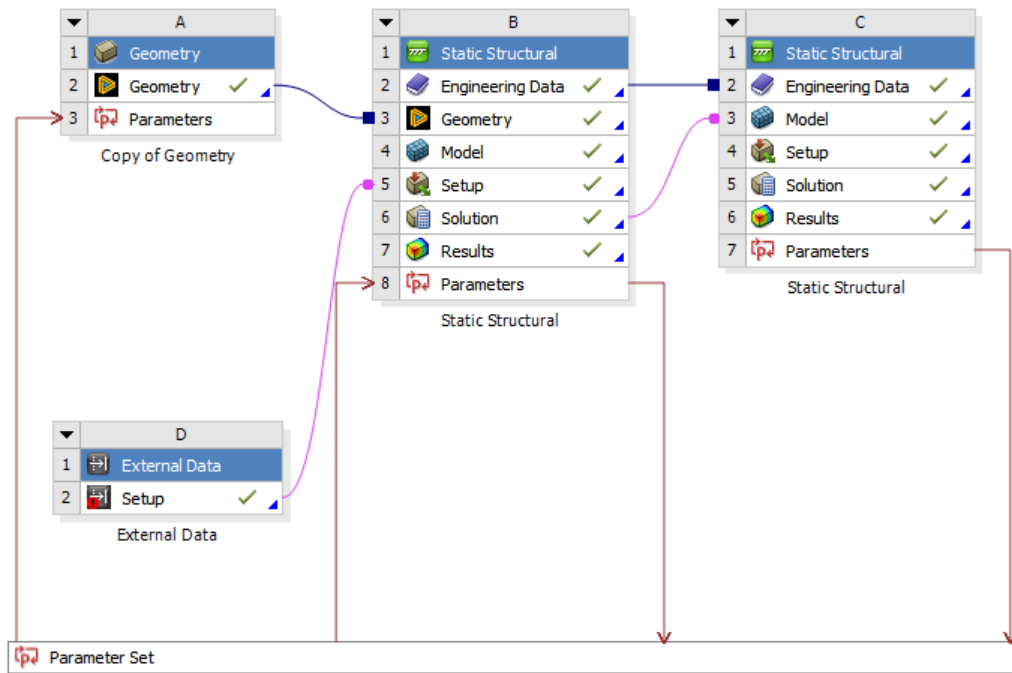 A
1 Geometry
2 Geometry
3 Parameters
Copy of Geometry
B
1 Static Structural
2 Engineering Data
3 Geometry
4 Model
5 Setup
6 Solution
7 Results
8 Parameters
Static Structural
C
1 Static Structural
2 Engineering Data
3 Model
4 Setup
5 Solution
6 Results
7 Parameters
Static Structural
D
1 External Data
2 Setup
External Data
Parameter Set